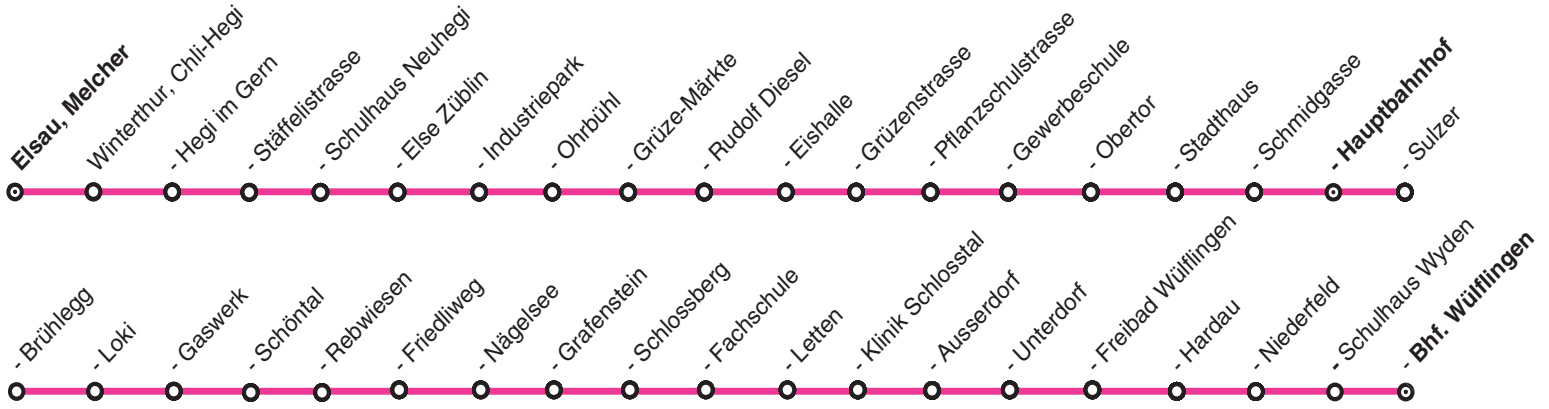 Elsau, Melcher
Winterthur, Chli-Hegi
- Hegi im Gern
- Stäffelistrasse
- Schulhaus Neuhegi
- Else Züblin
- Industriepark
- Ohrbühl
- Grüze-Märkte
- Rudolf Diesel
- Eishalle
- Grüzenstrasse
- Pflanzschulstrasse
- Gewerbeschule
- Obertor
- Stadthaus
- Schmidgasse
- Hauptbahnhof
- Sulzer
- Brühlegg
- Loki
- Gaswerk
- Schöntal
- Rebwiesen
- Friedliweg
- Nägelsee
- Grafenstein
- Schlossberg
- Fachschule
- Letten
- Klinik Schlosstal
- Ausserdorf
- Unterdorf
- Freibad Wülflingen
- Hardau
- Niederfeld
- Schulhaus Wyden
- Bhf. Wülflingen